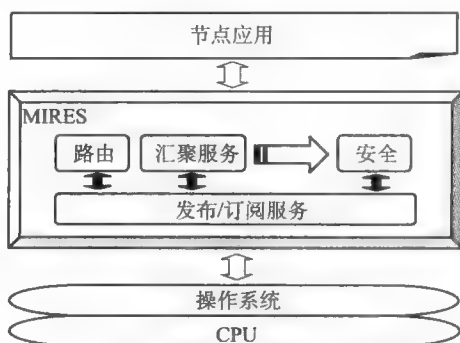 节点应用
MIRES
路由 汇聚服务 安全
发布/订阅服务
操作系统
CPU